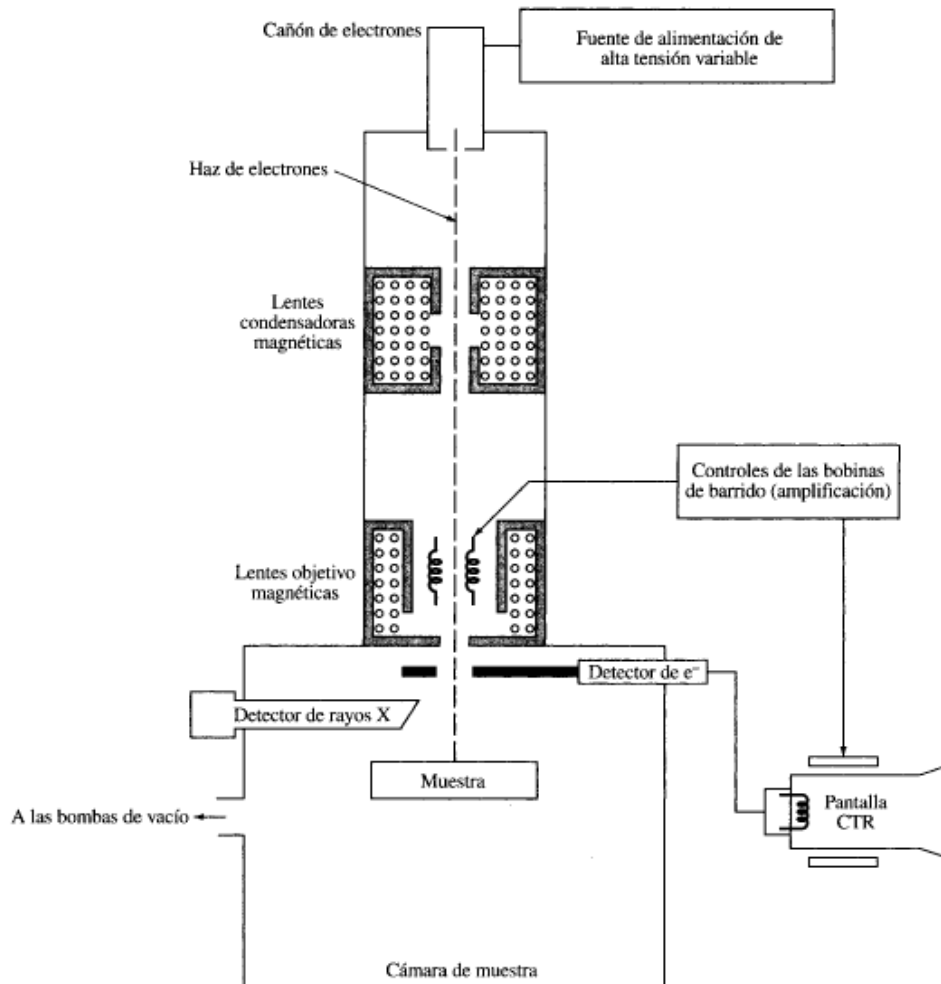 Cañón de electrones
Fuente de alimentación de
alta tensión variable
Haz de electrones
Lentes
condensadoras
magnéticas
Controles de las bobinas
de barrido (amplificación)
Lentes objetivo
magnéticas
Detector de e⁻
Detector de rayos X
Muestra
A las bombas de vacío
Pantalla
CTR
Cámara de muestra